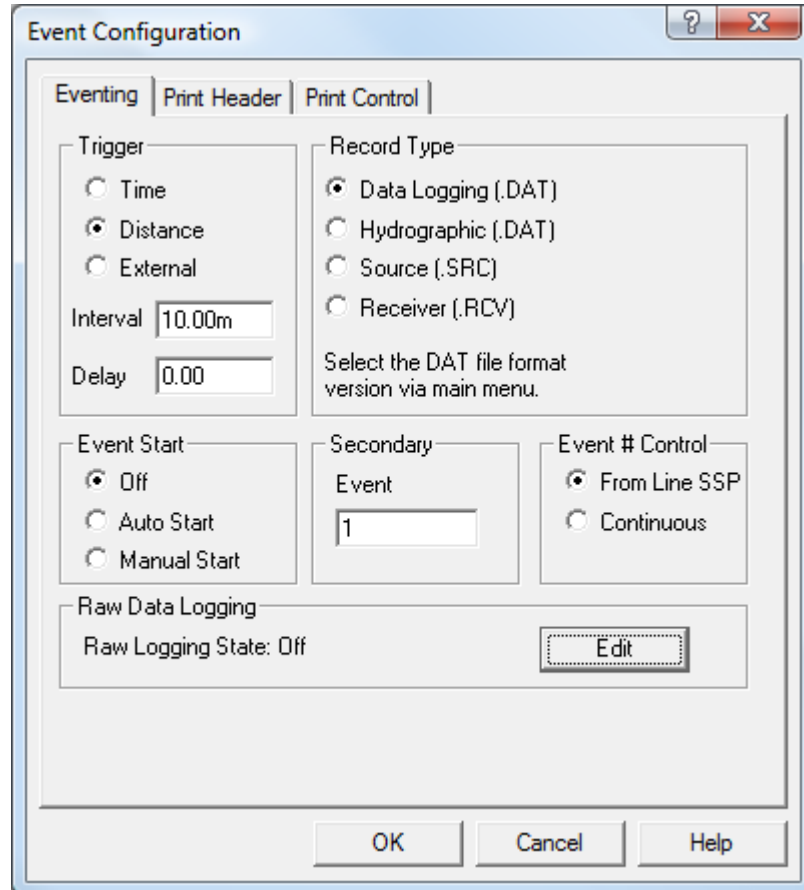 Event Configuration
Eventing
Print Header
Print Control
Trigger
Time
Distance
External
Interval 10.00m
Delay 0.00
Record Type
Data Logging (.DAT)
Hydrographic (.DAT)
Source (.SRC)
Receiver (.RCV)
Select the DAT file format
version via main menu.
Event Start
Off
Auto Start
Manual Start
Secondary
Event
1
Event # Control
From Line SSP
Continuous
Raw Data Logging
Raw Logging State: Off
Edit
OK
Cancel
Help